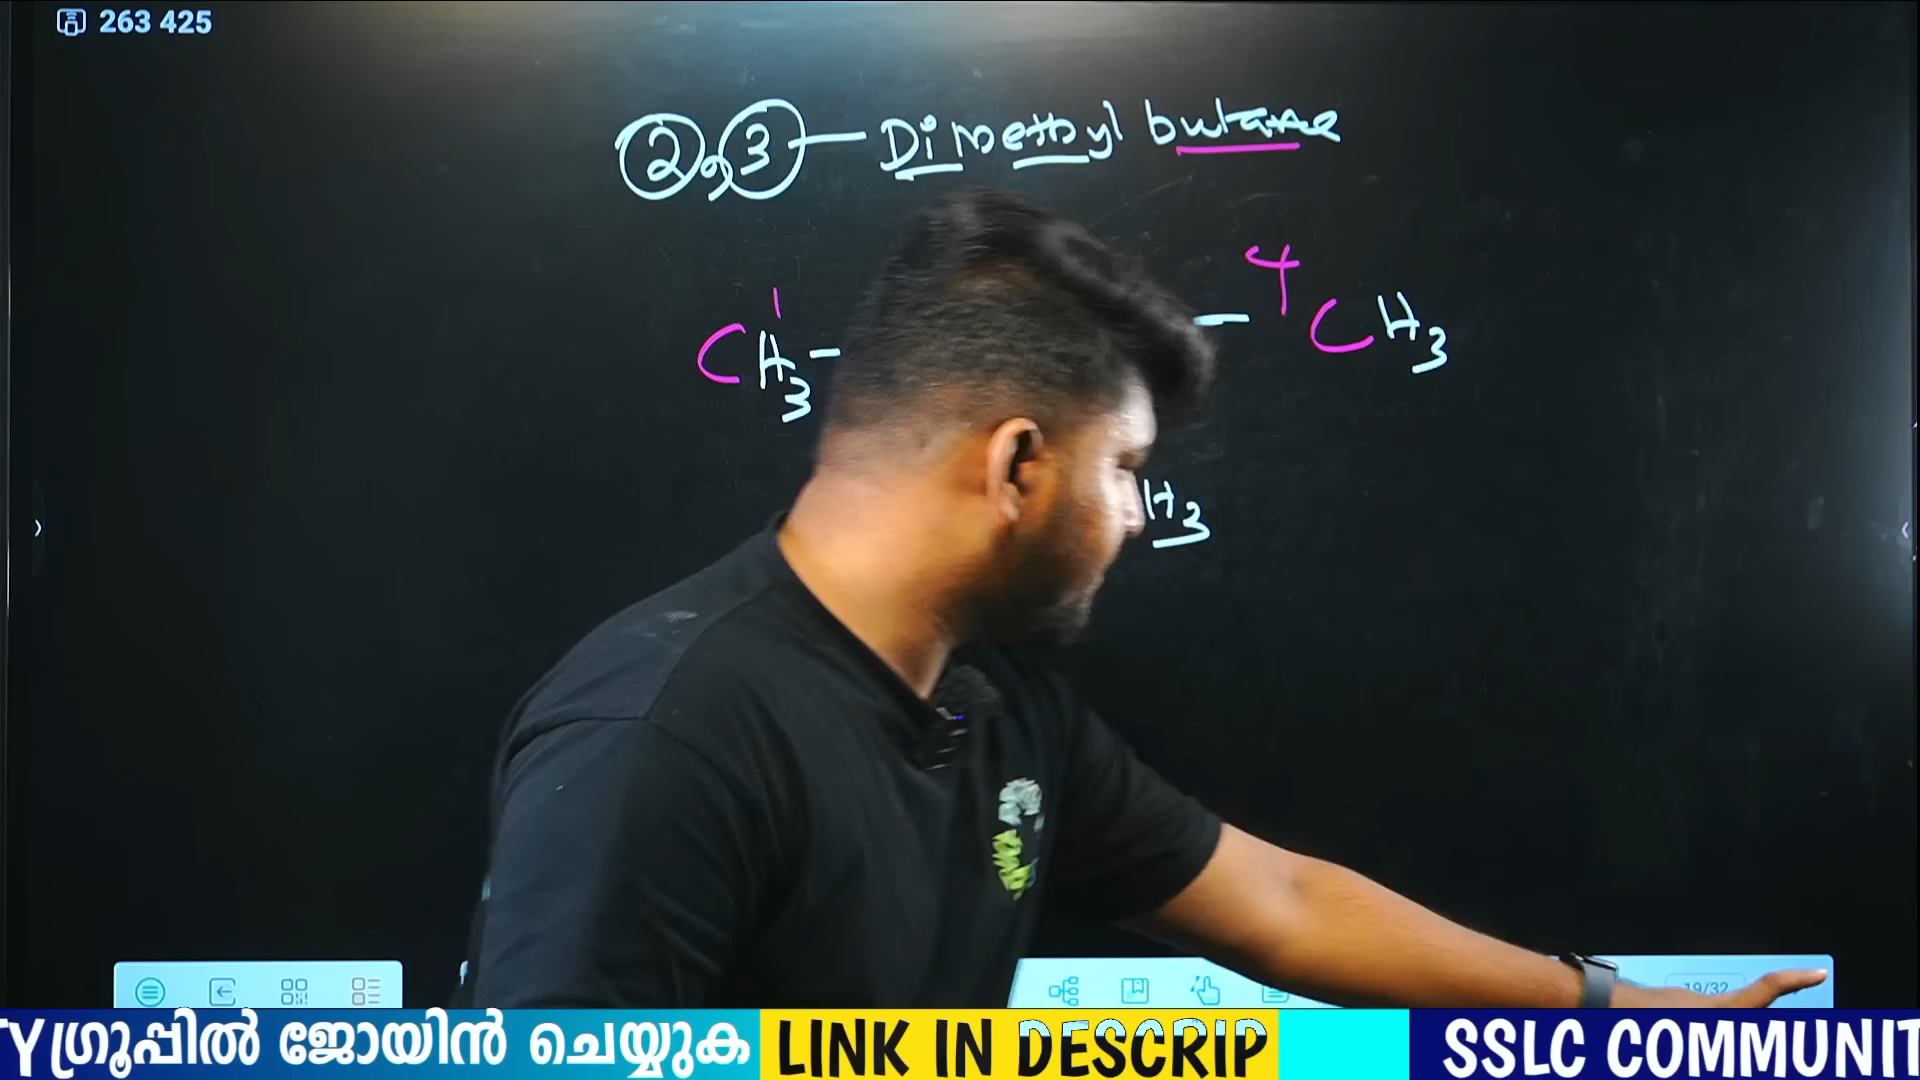 263 425
2,3 - Dimethyl butane
1 4
CH3 - - CH3
H3
19/32
Y ഗ്രൂപ്പിൽ ജോയിൻ ചെയ്യുക LINK IN DESCRIP SSLC COMMUNIT